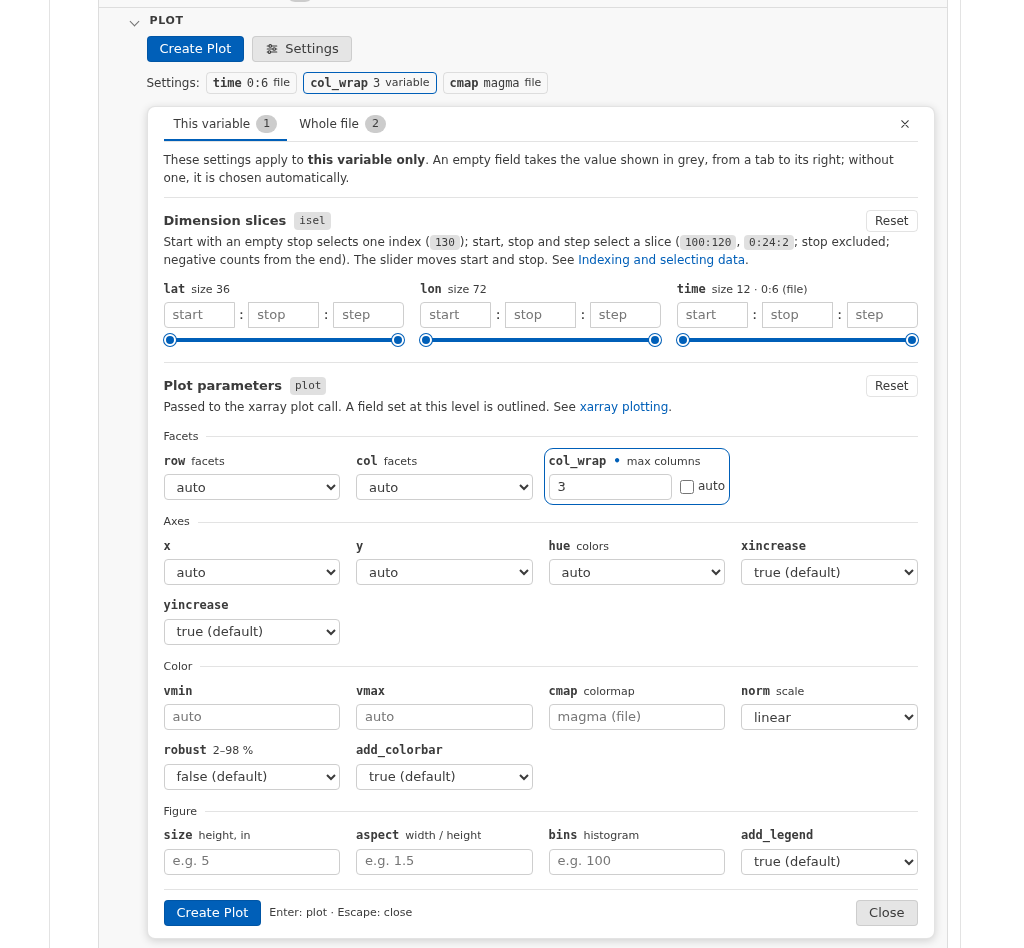 PLOT
Create Plot Settings
Settings: time 0:6 file col_wrap 3 variable cmap magma file
This variable 1 Whole file 2 ×
These settings apply to this variable only. An empty field takes the value shown in grey, from a tab to its right; without
one, it is chosen automatically.
Dimension slices isel Reset
Start with an empty stop selects one index (130); start, stop and step select a slice (100:120, 0:24:2; stop excluded;
negative counts from the end). The slider moves start and stop. See Indexing and selecting data.
lat size 36 lon size 72 time size 12 · 0:6 (file)
start : stop : step start : stop : step start : stop : step
Plot parameters plot Reset
Passed to the xarray plot call. A field set at this level is outlined. See xarray plotting.
Facets
row facets col facets col_wrap • max columns
auto auto 3 auto
Axes
x y hue colors xincrease
auto auto auto true (default)
yincrease
true (default)
Color
vmin vmax cmap colormap norm scale
auto auto magma (file) linear
robust 2–98 % add_colorbar
false (default) true (default)
Figure
size height, in aspect width / height bins histogram add_legend
e.g. 5 e.g. 1.5 e.g. 100 true (default)
Create Plot Enter: plot · Escape: close Close